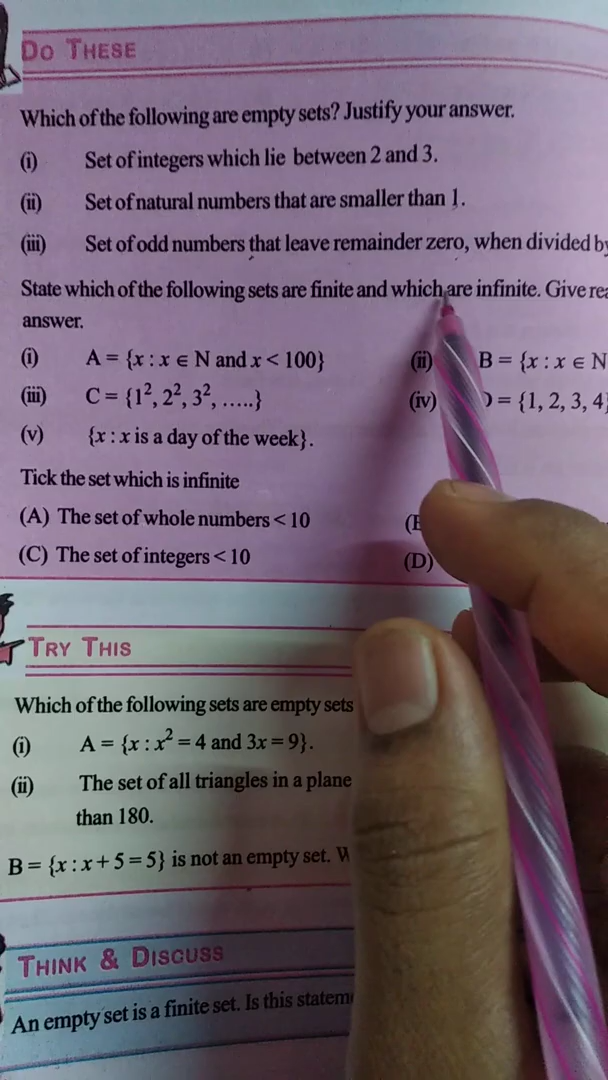 DO THESE
Which of the following are empty sets? Justify your answer.
(i) Set of integers which lie between 2 and 3.
(ii) Set of natural numbers that are smaller than 1.
(iii) Set of odd numbers that leave remainder zero, when divided by
State which of the following sets are finite and which are infinite. Give
answer.
(i) A = {x : x ∈ N and x < 100} (ii) B = {x : x ∈ N
(iii) C = {1², 2², 3², .....} (iv) = {1, 2, 3, 4}
(v) {x : x is a day of the week}.
Tick the set which is infinite
(A) The set of whole numbers < 10
(C) The set of integers < 10 (D)
TRY THIS
Which of the following sets are empty sets
(i) A = {x : x² = 4 and 3x = 9}.
(ii) The set of all triangles in a plane
than 180.
B = {x : x + 5 = 5} is not an empty set.
THINK & DISCUSS
An empty set is a finite set. Is this